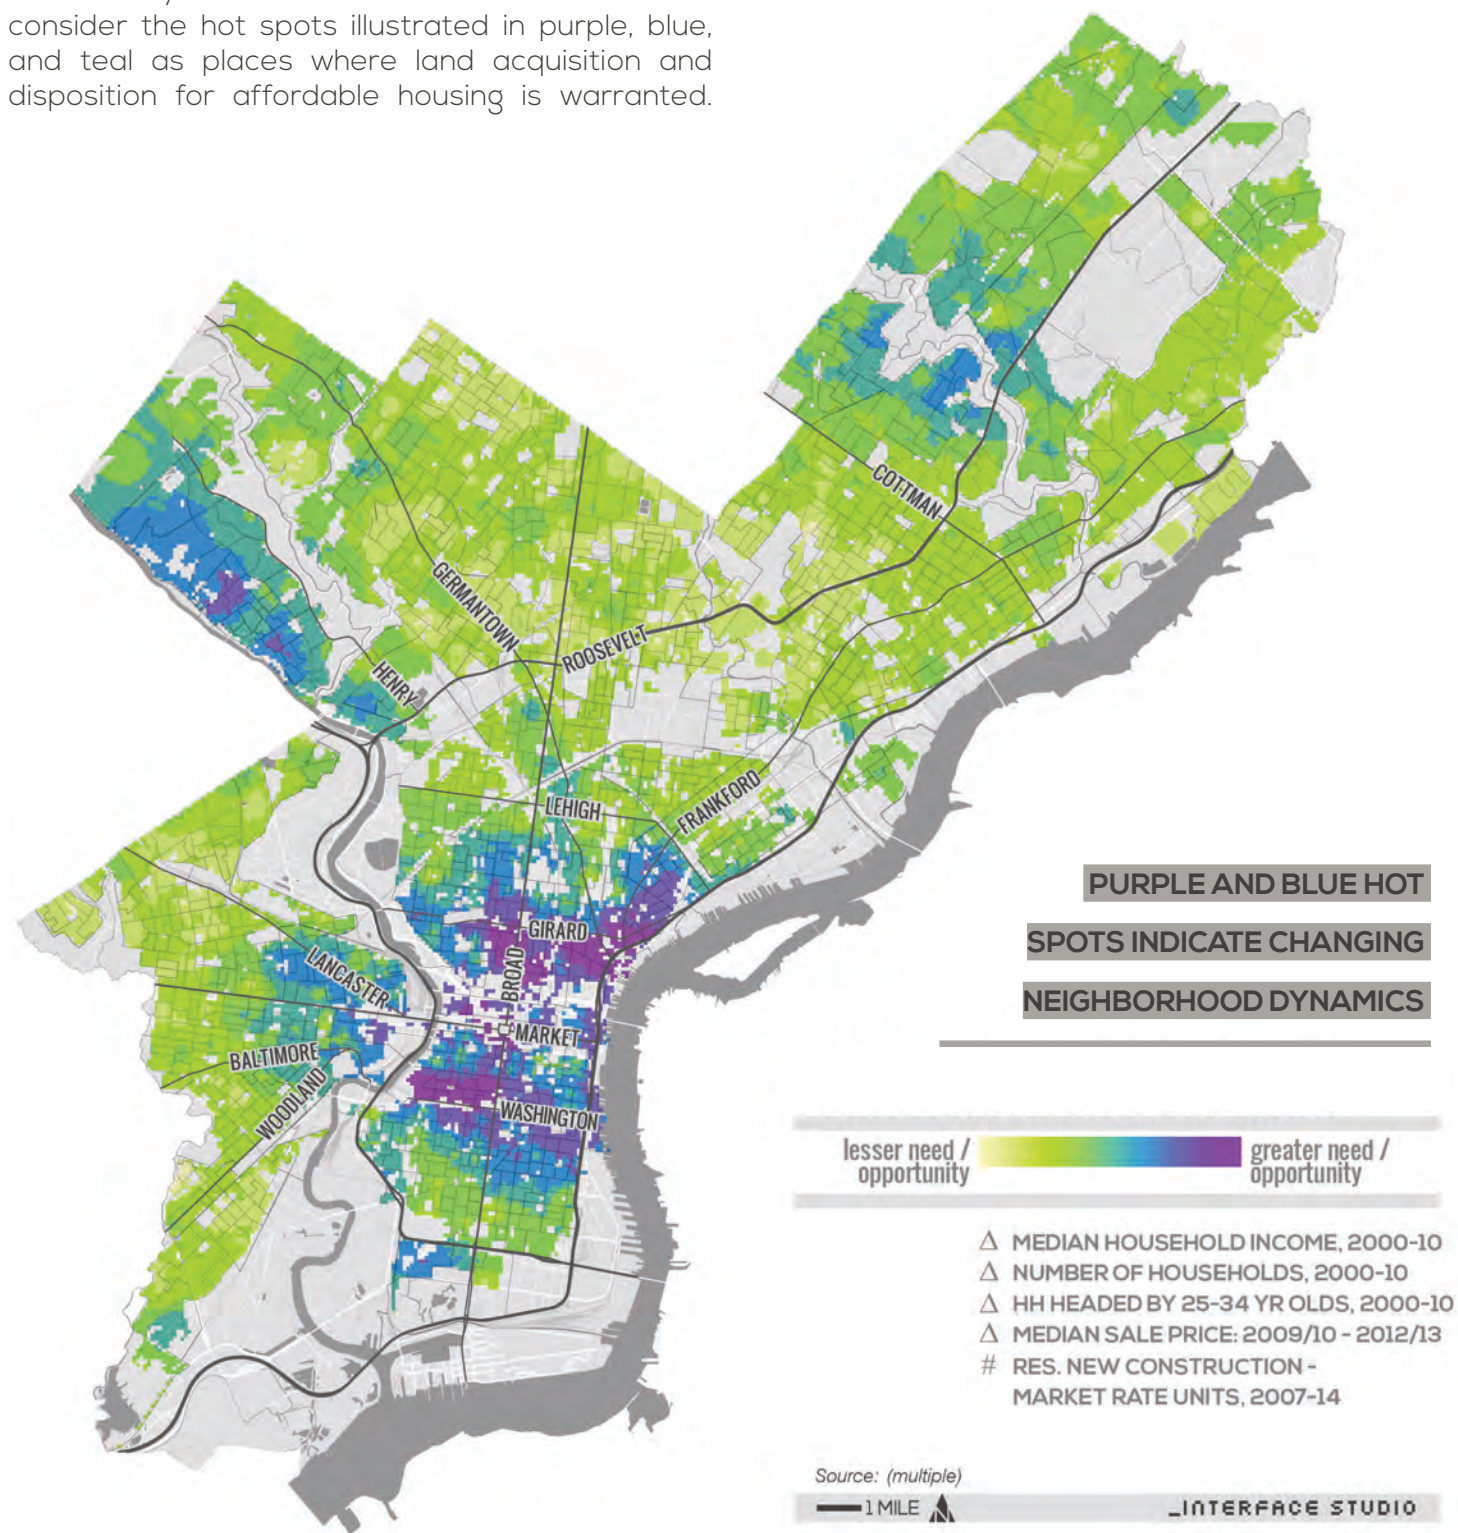 consider the hot spots illustrated in purple, blue,
and teal as places where land acquisition and
disposition for affordable housing is warranted.
COTTMAN
GERMANTOWN
ROOSEVELT
HENRY
LEHIGH
FRANKFORD
PURPLE AND BLUE HOT
SPOTS INDICATE CHANGING
NEIGHBORHOOD DYNAMICS
GIRARD
LANCASTER
BROAD
MARKET
BALTIMORE
WOODLAND
WASHINGTON
lesser need /
opportunity
greater need /
opportunity
Δ MEDIAN HOUSEHOLD INCOME, 2000-10
Δ NUMBER OF HOUSEHOLDS, 2000-10
Δ HH HEADED BY 25-34 YR OLDS, 2000-10
Δ MEDIAN SALE PRICE: 2009/10 - 2012/13
# RES. NEW CONSTRUCTION -
MARKET RATE UNITS, 2007-14
Source: (multiple)
1 MILE
_INTERFACE STUDIO